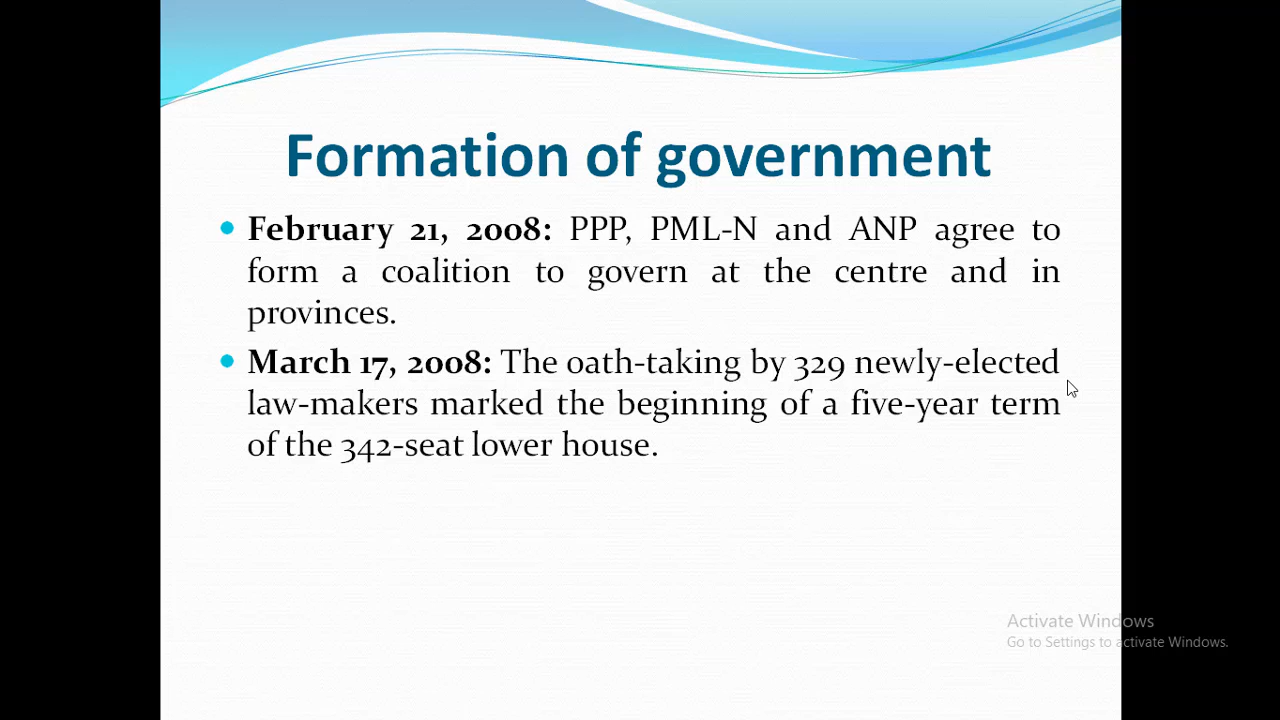 Formation of government
• February 21, 2008: PPP, PML-N and ANP agree to
form a coalition to govern at the centre and in
provinces.
• March 17, 2008: The oath-taking by 329 newly-elected
law-makers marked the beginning of a five-year term
of the 342-seat lower house.
Activate Windows
Go to Settings to activate Windows.